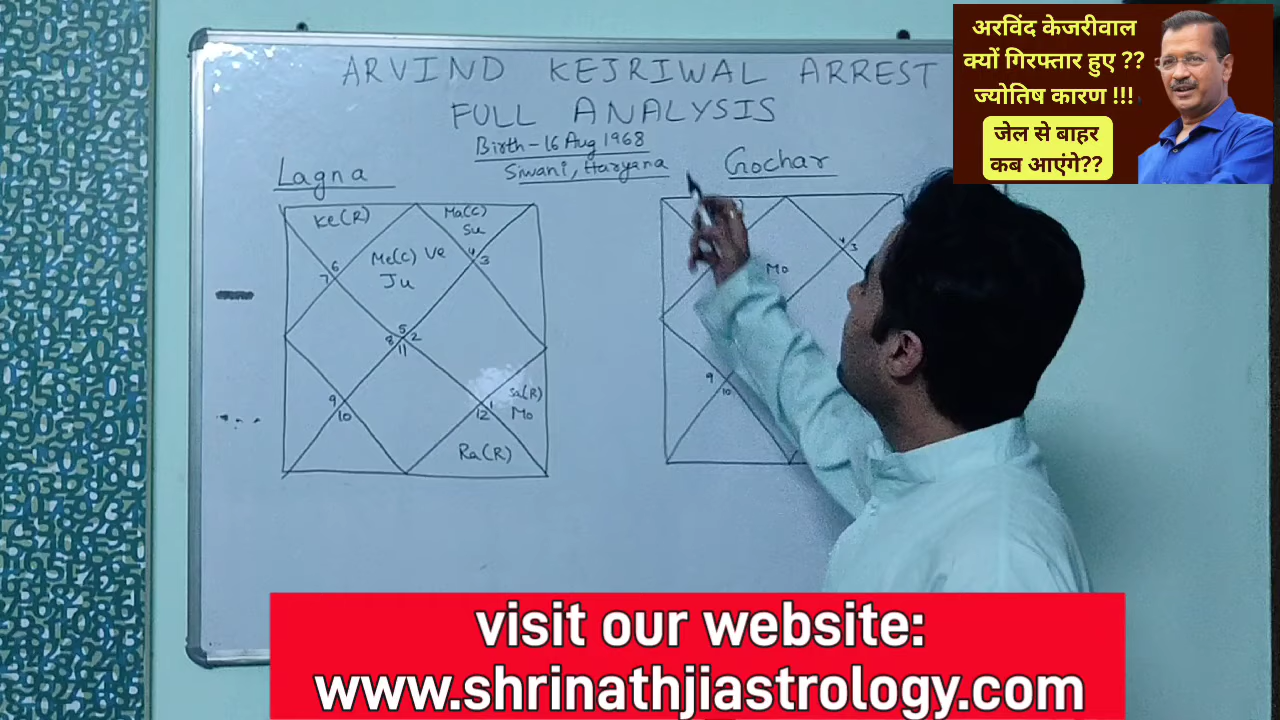 ARVIND KEJRIWAL ARREST
FULL ANALYSIS
Birth-16 Aug 1968
Siwani, Haryana
अरविंद केजरीवाल
क्यों गिरफ्तार हुए ??
ज्योतिष कारण !!!
जेल से बाहर
कब आएंगे??
Lagna
Ke(R)
Ma(C)
Su
Me(C) Ve
Ju
6
7
4
3
5
8 2
11
9
10
Sa(R)
Mo
1
12
Ra(R)
Gochar
Mo
4
3
9
10
visit our website:
www.shrinathjiastrology.com